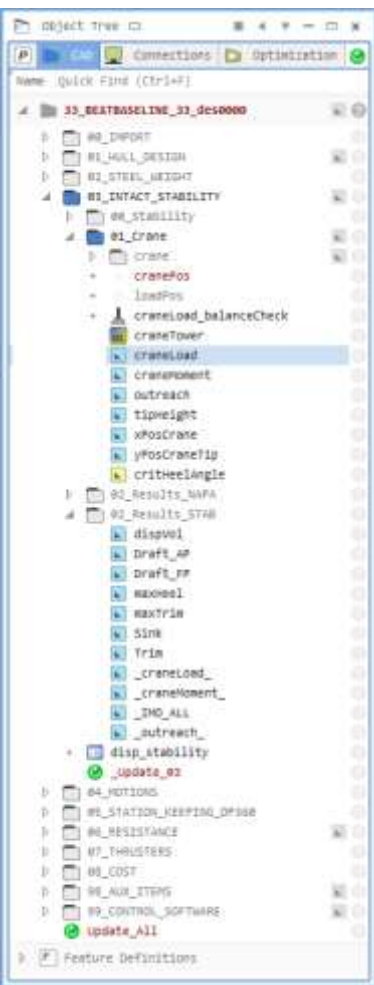 Object Tree
CAD Connections Optimization
Name Quick Find (Ctrl+F)
33_BEATBASELINE_33_des0000
00_IMPORT
01_HULL_DESIGN
02_STEEL_WEIGHT
03_INTACT_STABILITY
00_Stability
01_Crane
crane
cranePos
loadPos
craneLoad_balanceCheck
craneTower
craneLoad
craneMoment
outreach
tipHeight
xPosCrane
yPosCraneTip
critHeelAngle
02_Results_NAPA
02_Results_STAB
dispVol
Draft_AP
Draft_FP
maxHeel
maxTrim
Sink
Trim
_craneLoad_
_craneMoment_
_IMO_ALL
_outreach_
disp_stability
_Update_03
04_MOTIONS
05_STATION_KEEPING_DP360
06_RESISTANCE
07_THRUSTERS
08_COST
98_AUX_ITEMS
99_CONTROL_SOFTWARE
Update_All
F Feature Definitions